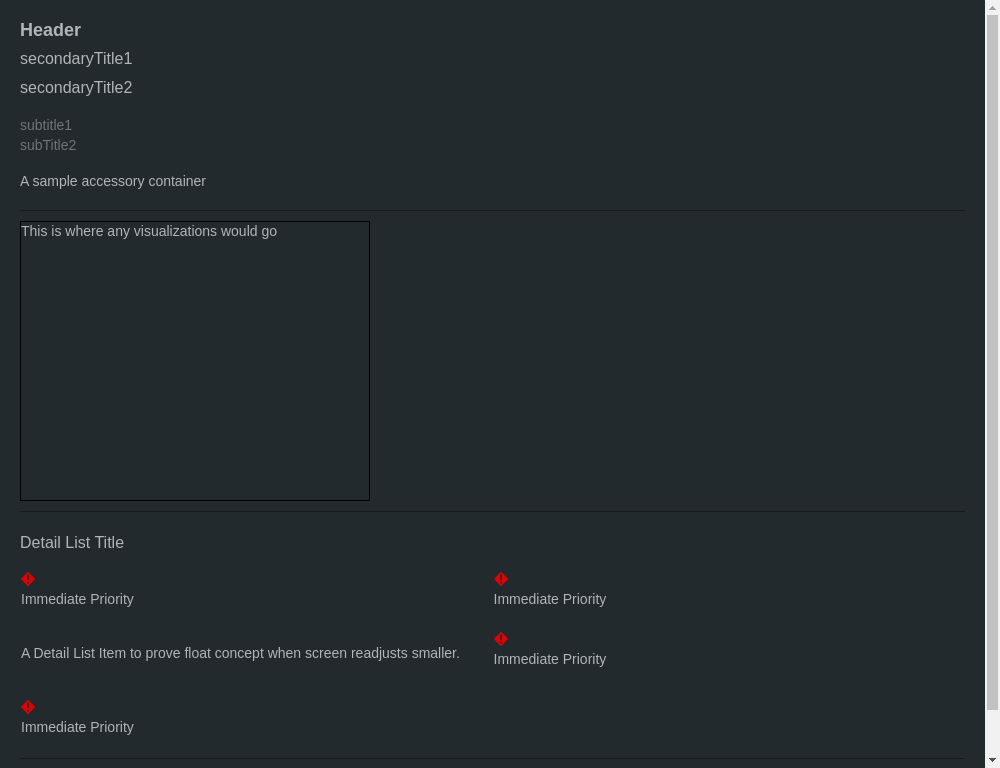 Header
secondaryTitle1
secondaryTitle2
subtitle1
subTitle2
A sample accessory container
This is where any visualizations would go
Detail List Title
Immediate Priority
Immediate Priority
A Detail List Item to prove float concept when screen readjusts smaller.
Immediate Priority
Immediate Priority